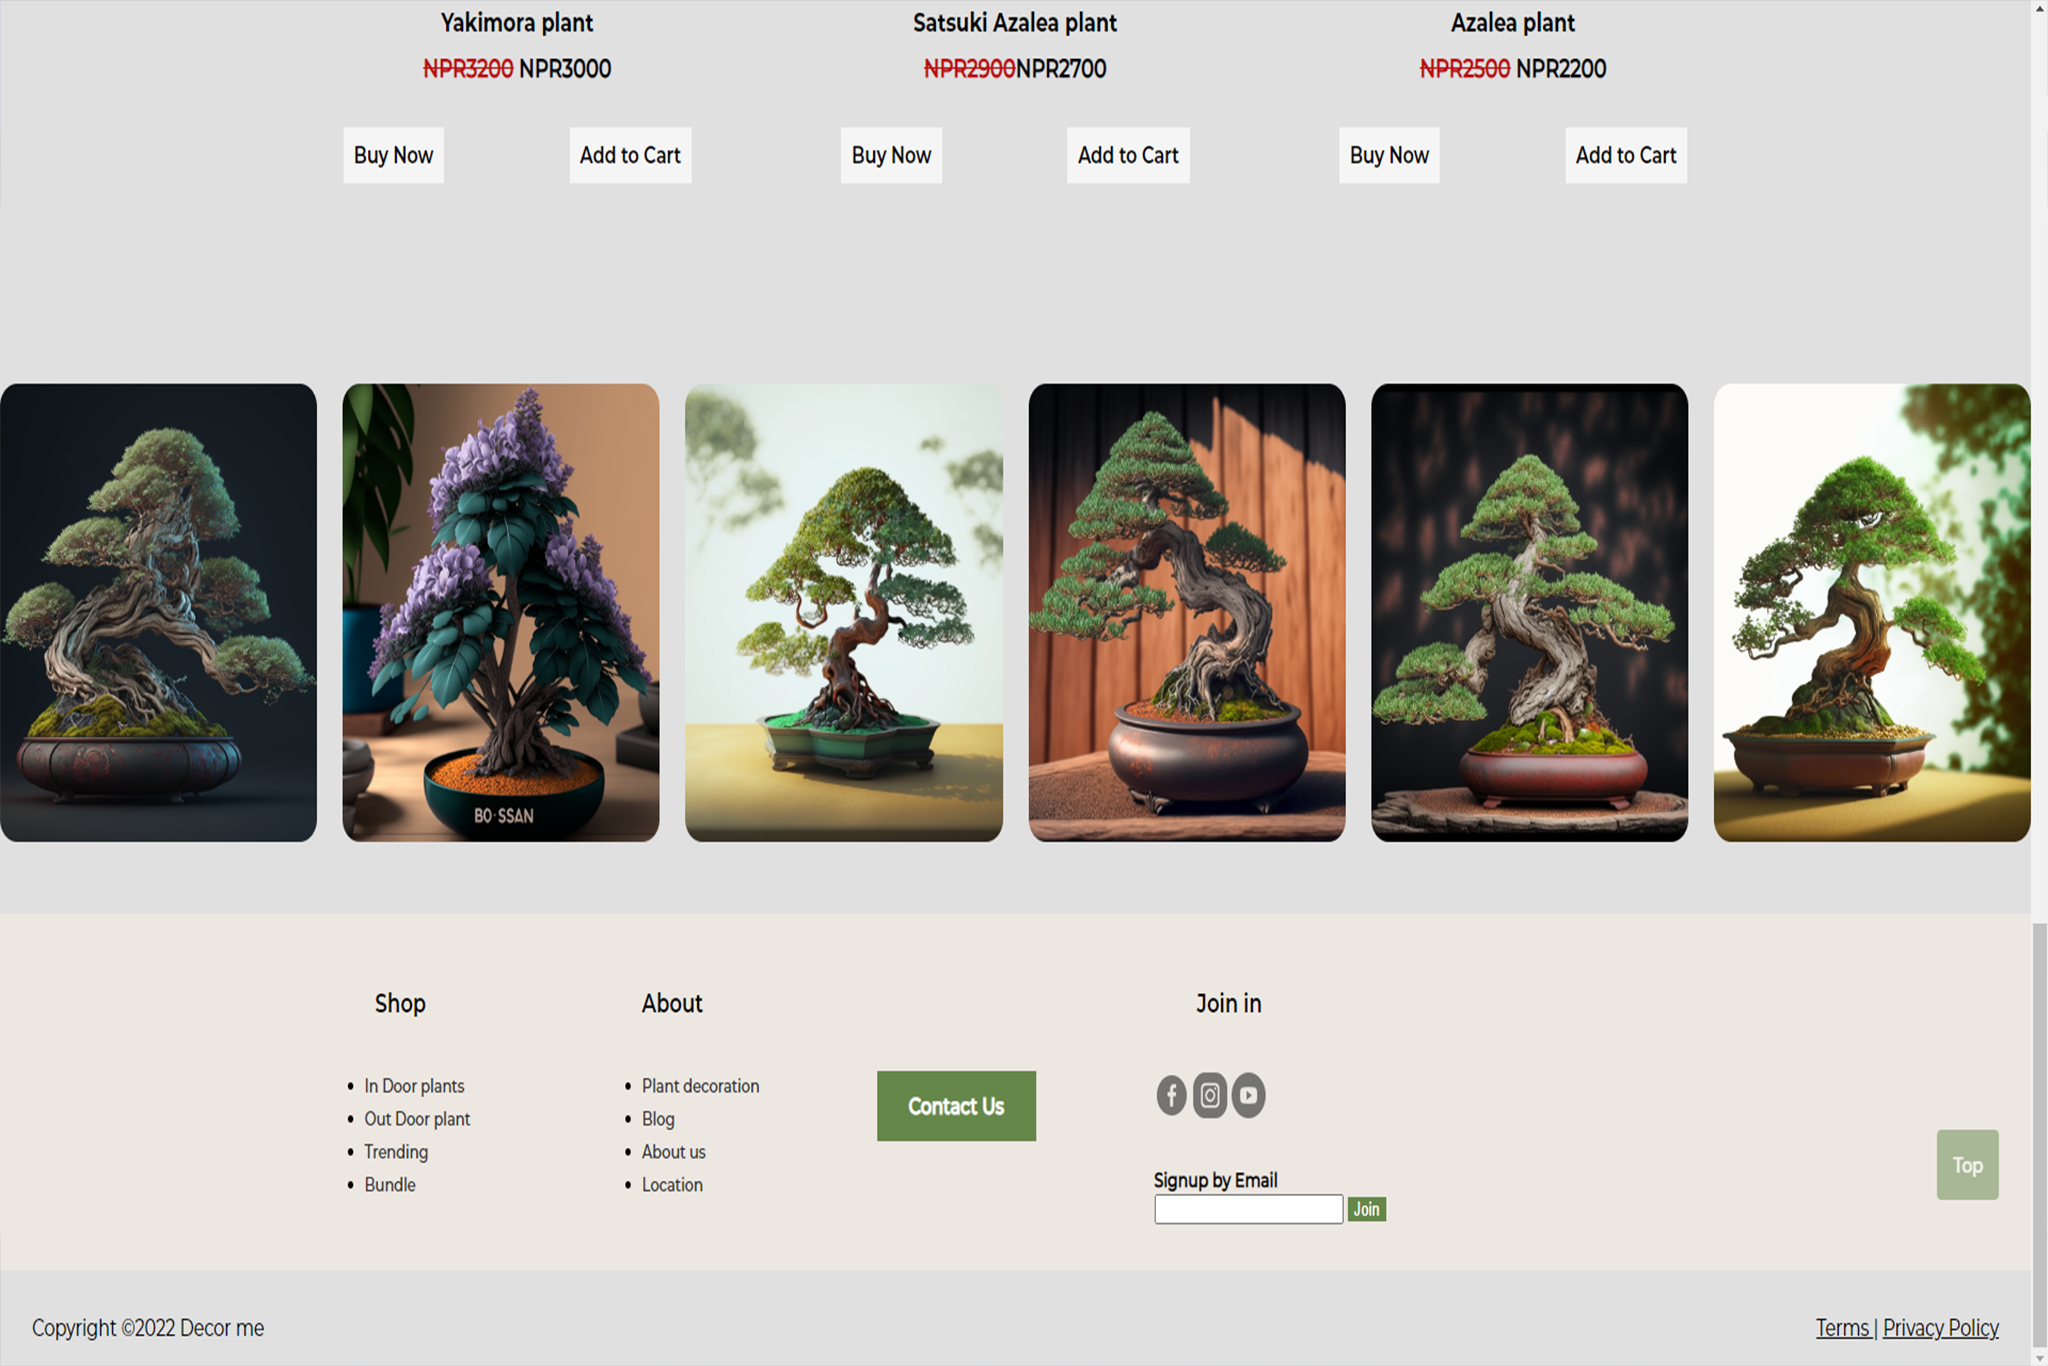 Yakimora plant
Satsuki Azalea plant
Azalea plant
NPR3200 NPR3000
NPR2900NPR2700
NPR2500 NPR2200
Buy Now
Add to Cart
Buy Now
Add to Cart
Buy Now
Add to Cart
BO·SSAN
Shop
In Door plants
Out Door plant
Trending
Bundle
About
Plant decoration
Blog
About us
Location
Contact Us
Join in
Signup by Email
Join
Top
Copyright ©2022 Decor me
Terms | Privacy Policy